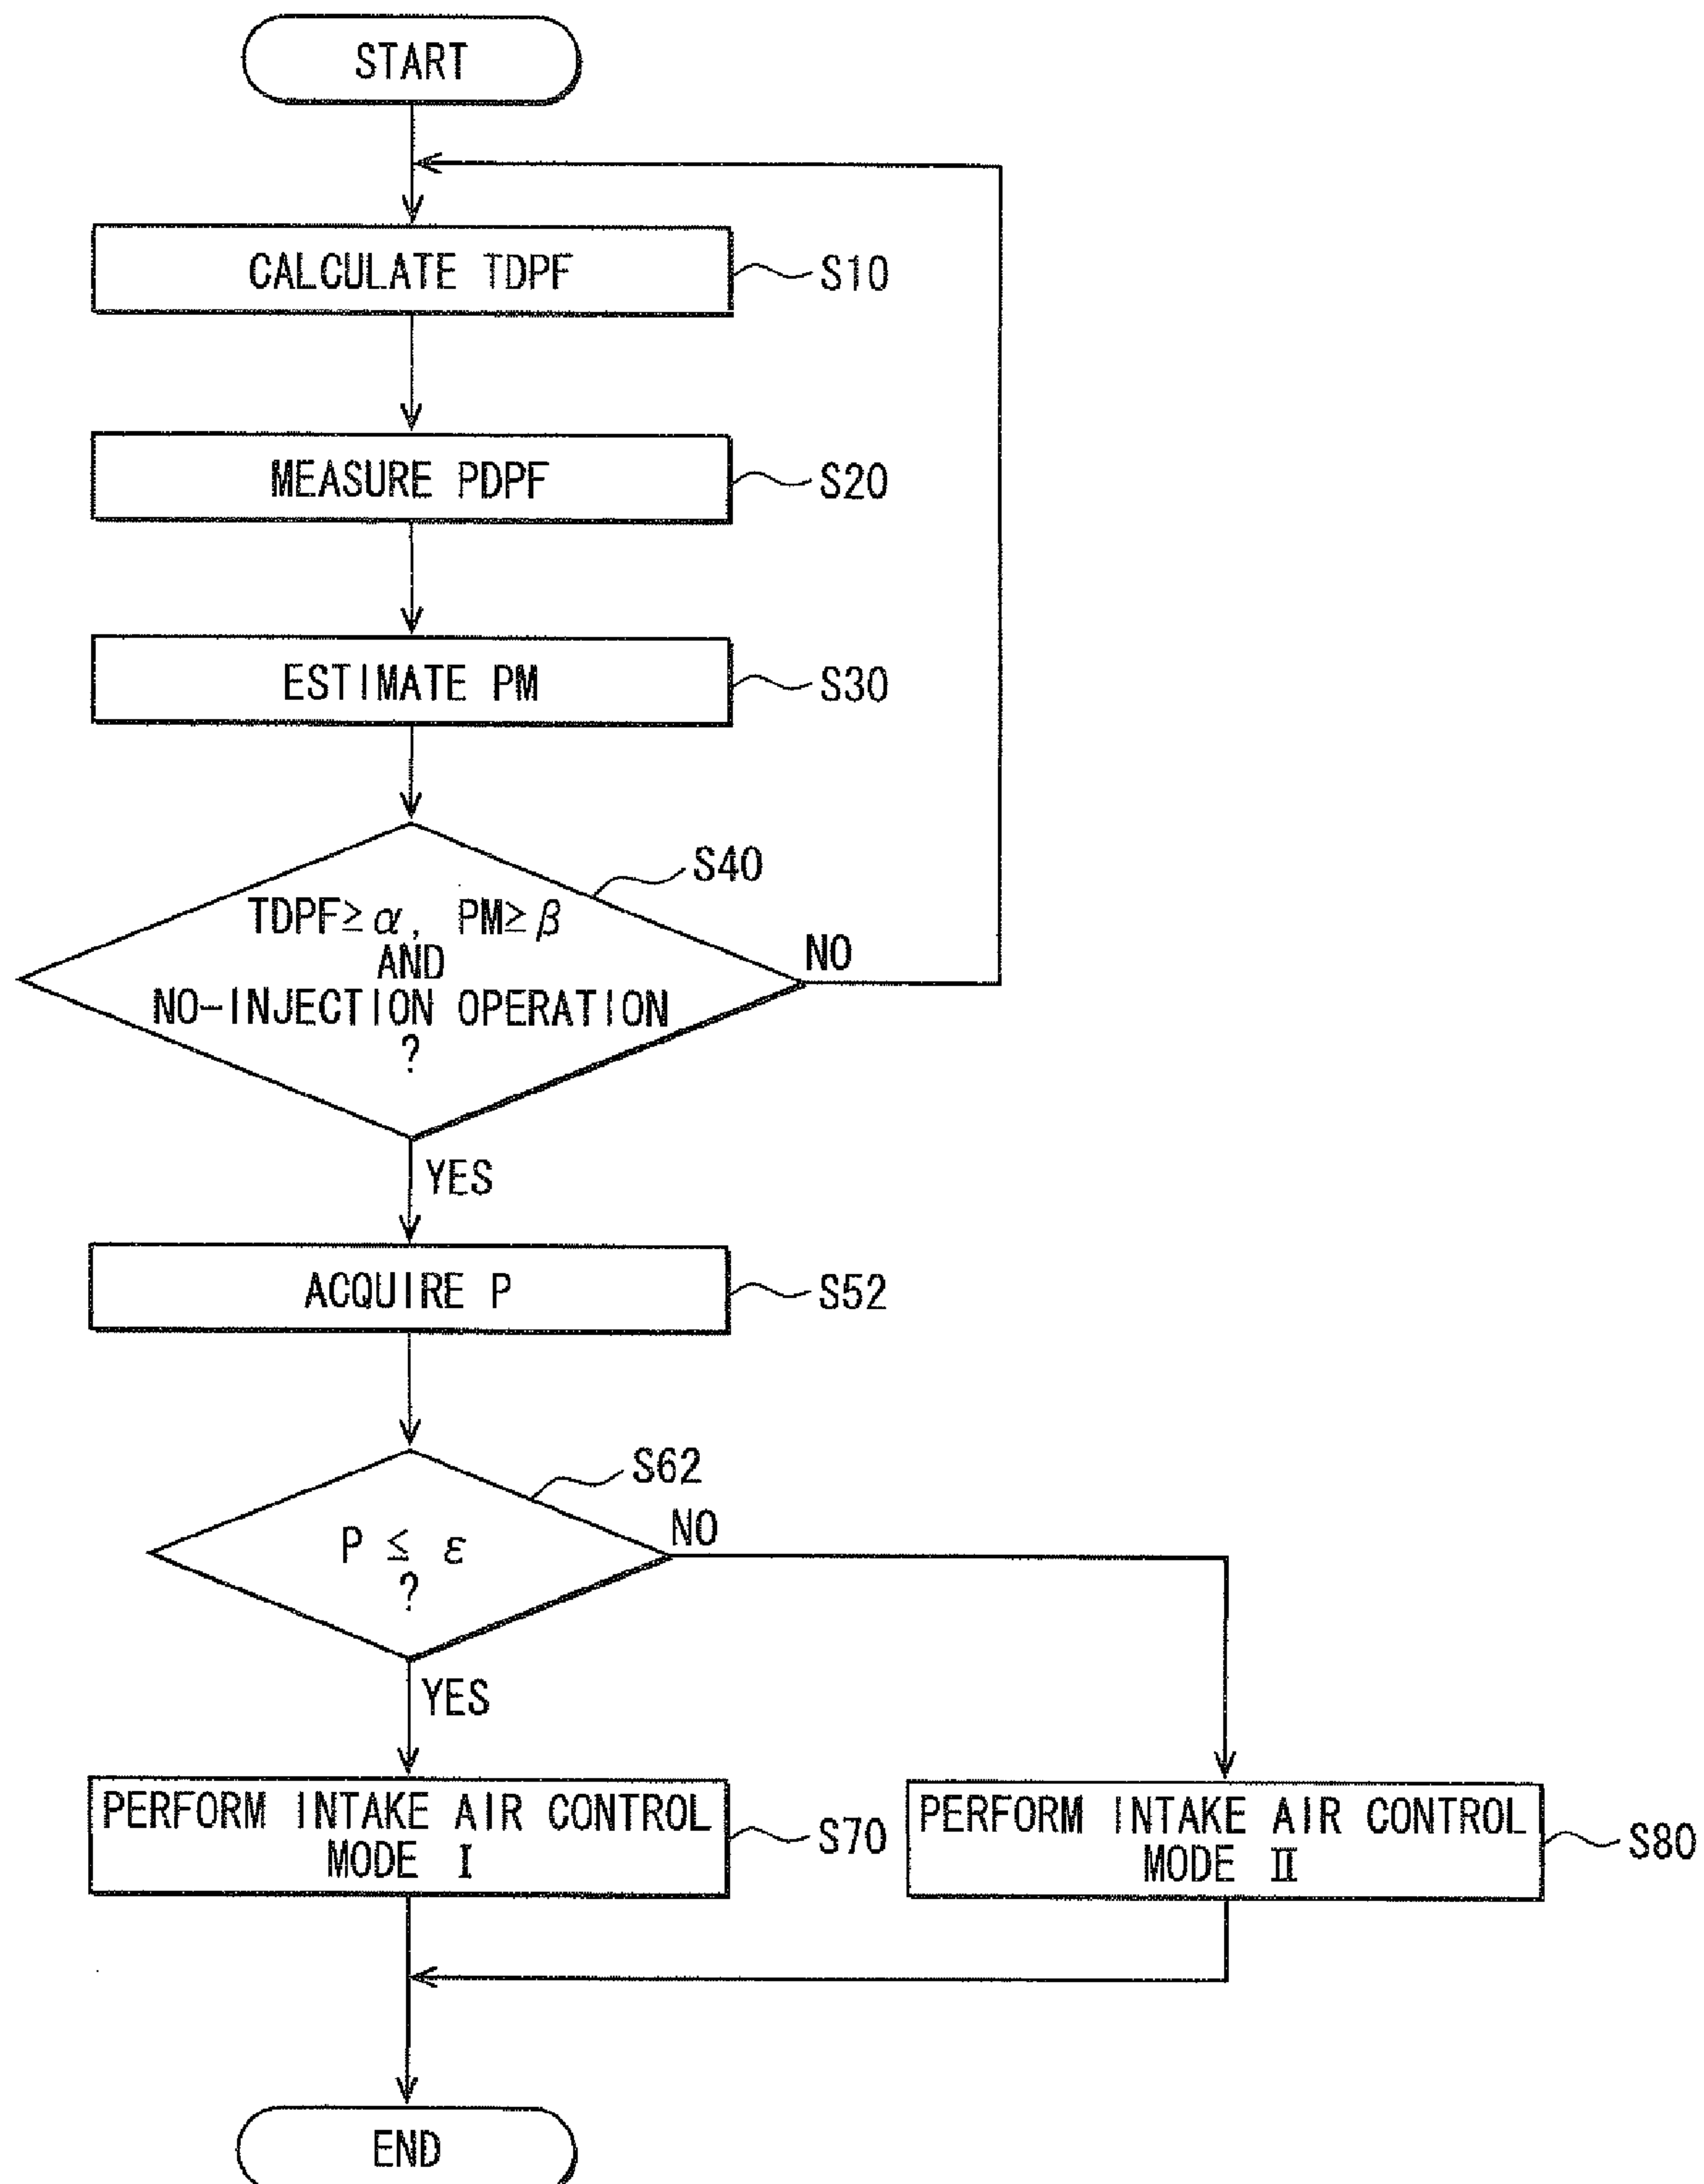 START
CALCULATE TDPF
S10
MEASURE PDPF
S20
ESTIMATE PM
S30
S40
TDPF≥α, PM≥β
AND
NO-INJECTION OPERATION
?
NO
YES
ACQUIRE P
S52
S62
P ≤ ε
?
NO
YES
PERFORM INTAKE AIR CONTROL
MODE Ⅰ
S70
PERFORM INTAKE AIR CONTROL
MODE Ⅱ
S80
END